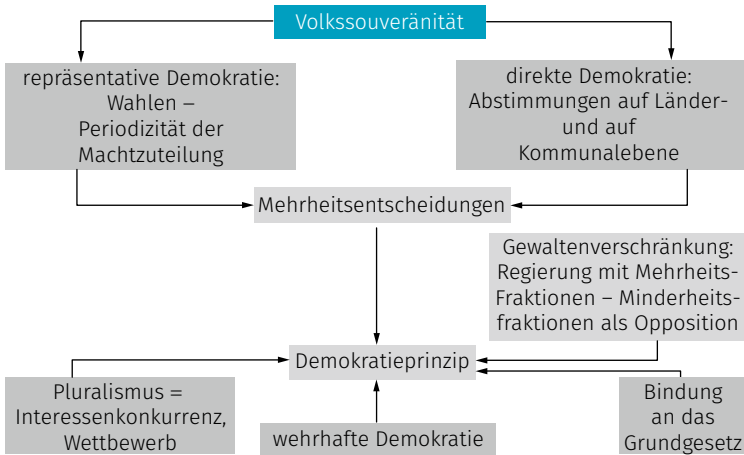 Volkssouveränität
repräsentative Demokratie:
Wahlen –
Periodizität der
Machtzuteilung
direkte Demokratie:
Abstimmungen auf Länder-
und auf
Kommunalebene
Mehrheitsentscheidungen
Gewaltenverschränkung:
Regierung mit Mehrheits-
Fraktionen – Minderheits-
fraktionen als Opposition
Demokratieprinzip
Pluralismus =
Interessenkonkurrenz,
Wettbewerb
wehrhafte Demokratie
Bindung
an das
Grundgesetz